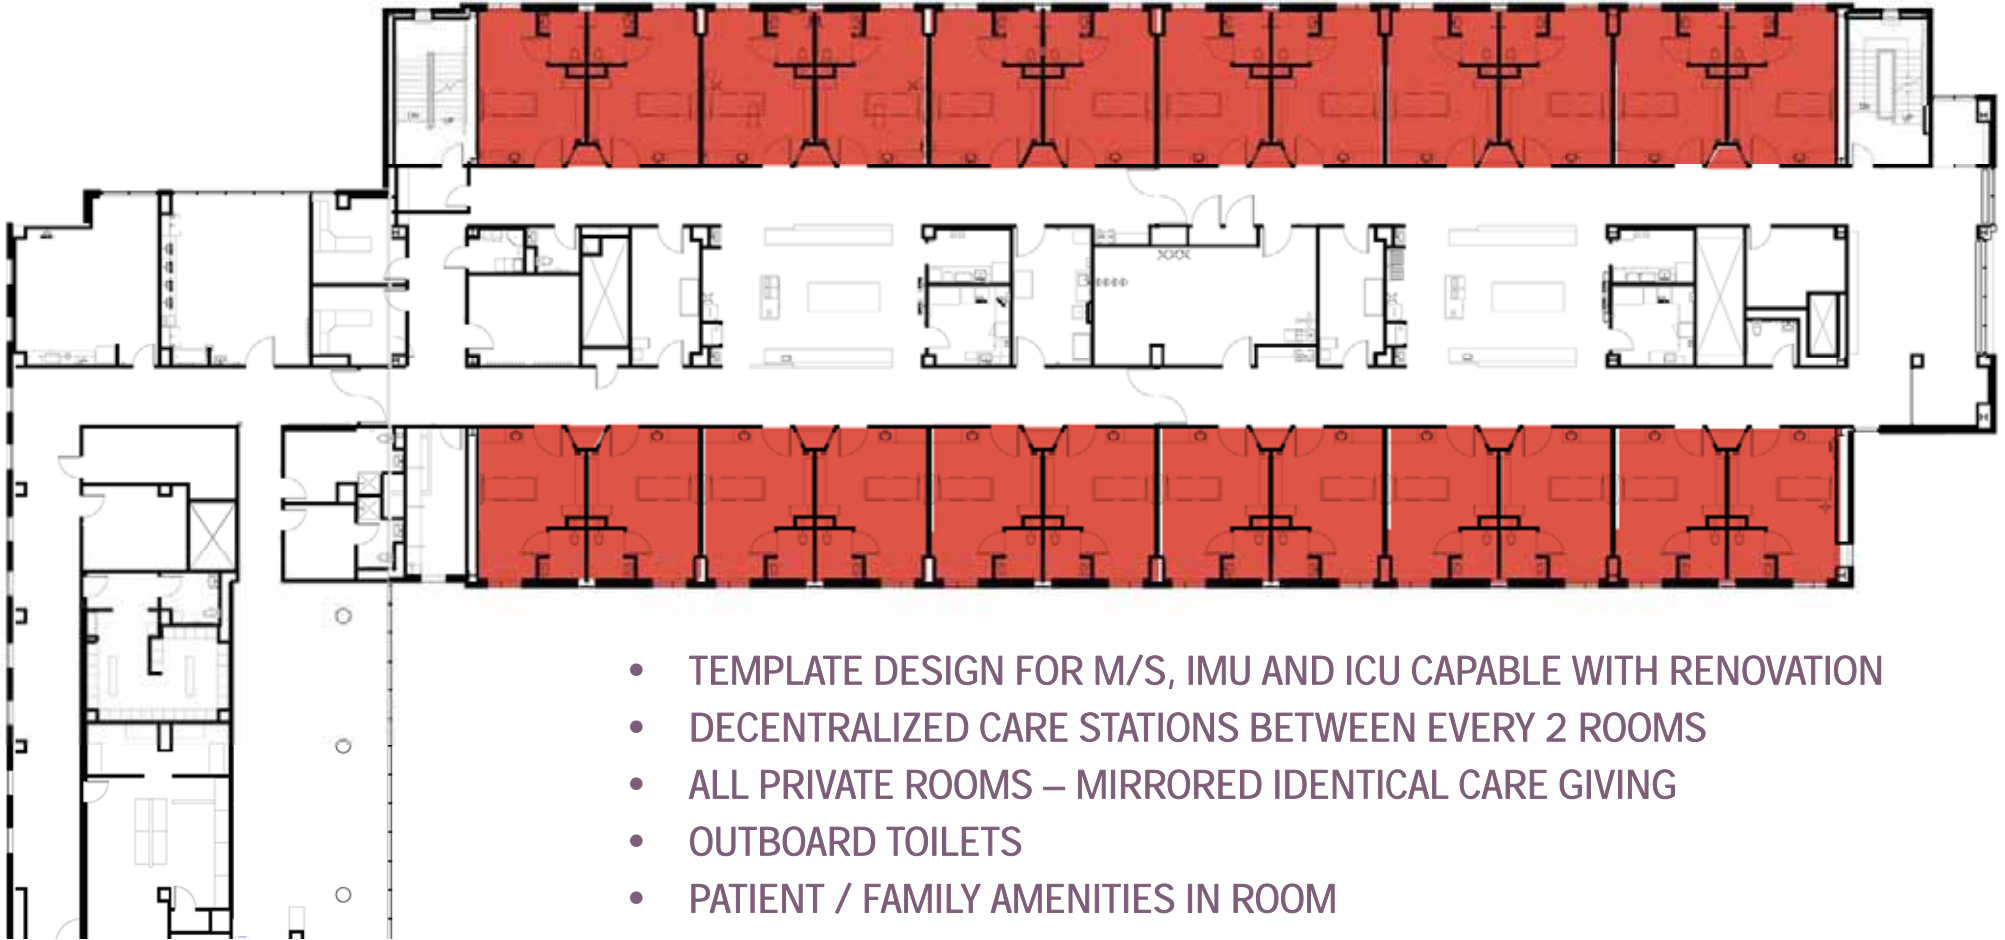 • TEMPLATE DESIGN FOR M/S, IMU AND ICU CAPABLE WITH RENOVATION
• DECENTRALIZED CARE STATIONS BETWEEN EVERY 2 ROOMS
• ALL PRIVATE ROOMS – MIRRORED IDENTICAL CARE GIVING
• OUTBOARD TOILETS
• PATIENT / FAMILY AMENITIES IN ROOM